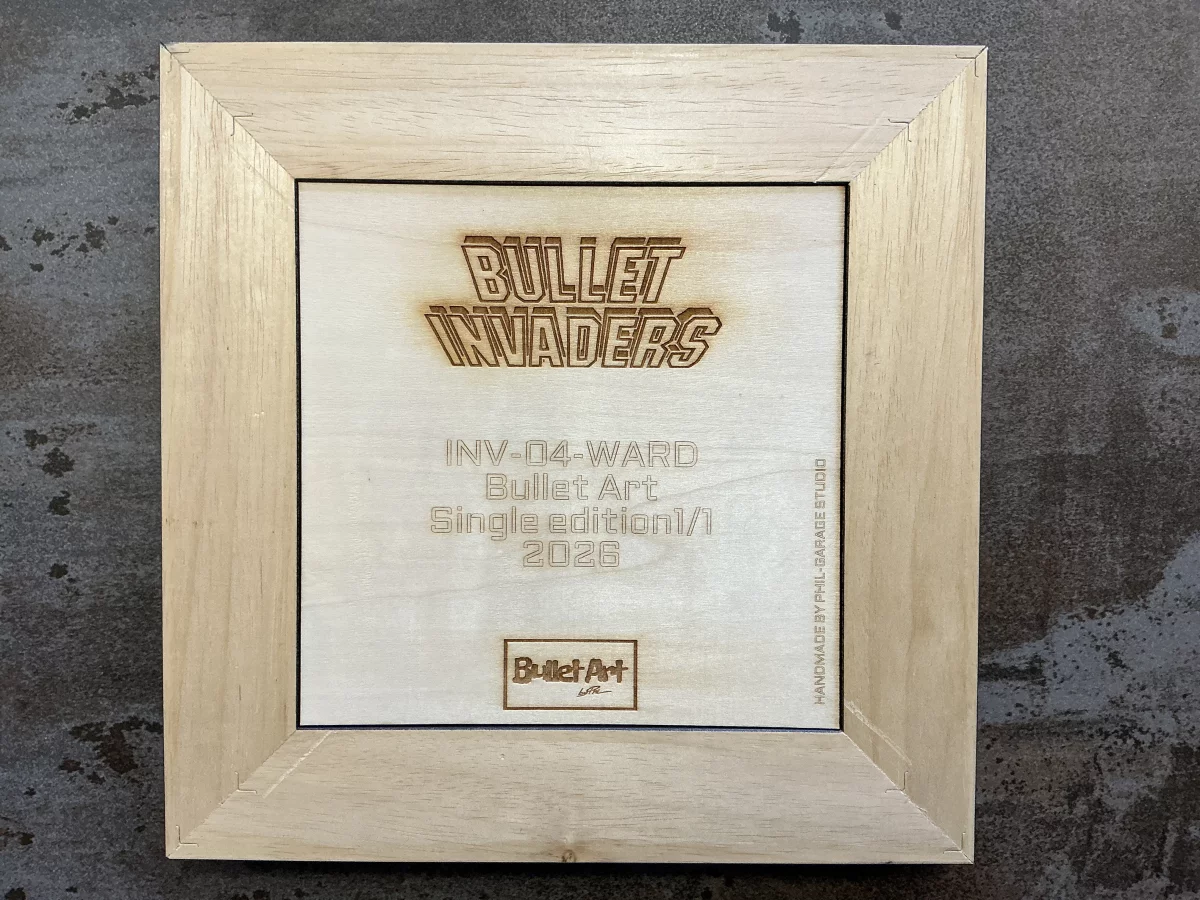 BULLET
INVADERS
INV-04-WARD
Bullet Art
Single edition1/1
2026
Bullet Art
HANDMADE BY PHIL-GARAGE STUDIO